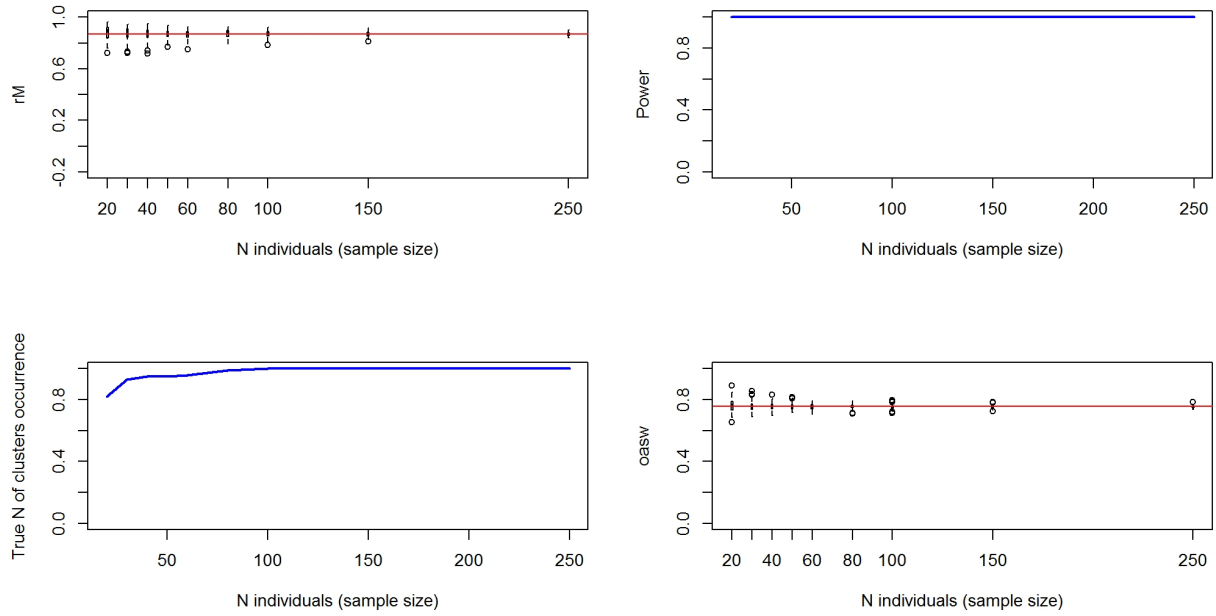 rM
-0.2 0.2 0.6 1.0
20 40 60 80 100 150 250
N individuals (sample size)
Power
0.0 0.4 0.8
50 100 150 200 250
N individuals (sample size)
True N of clusters occurrence
0.0 0.4 0.8
50 100 150 200 250
N individuals (sample size)
oasw
0.0 0.4 0.8
20 40 60 80 100 150 250
N individuals (sample size)